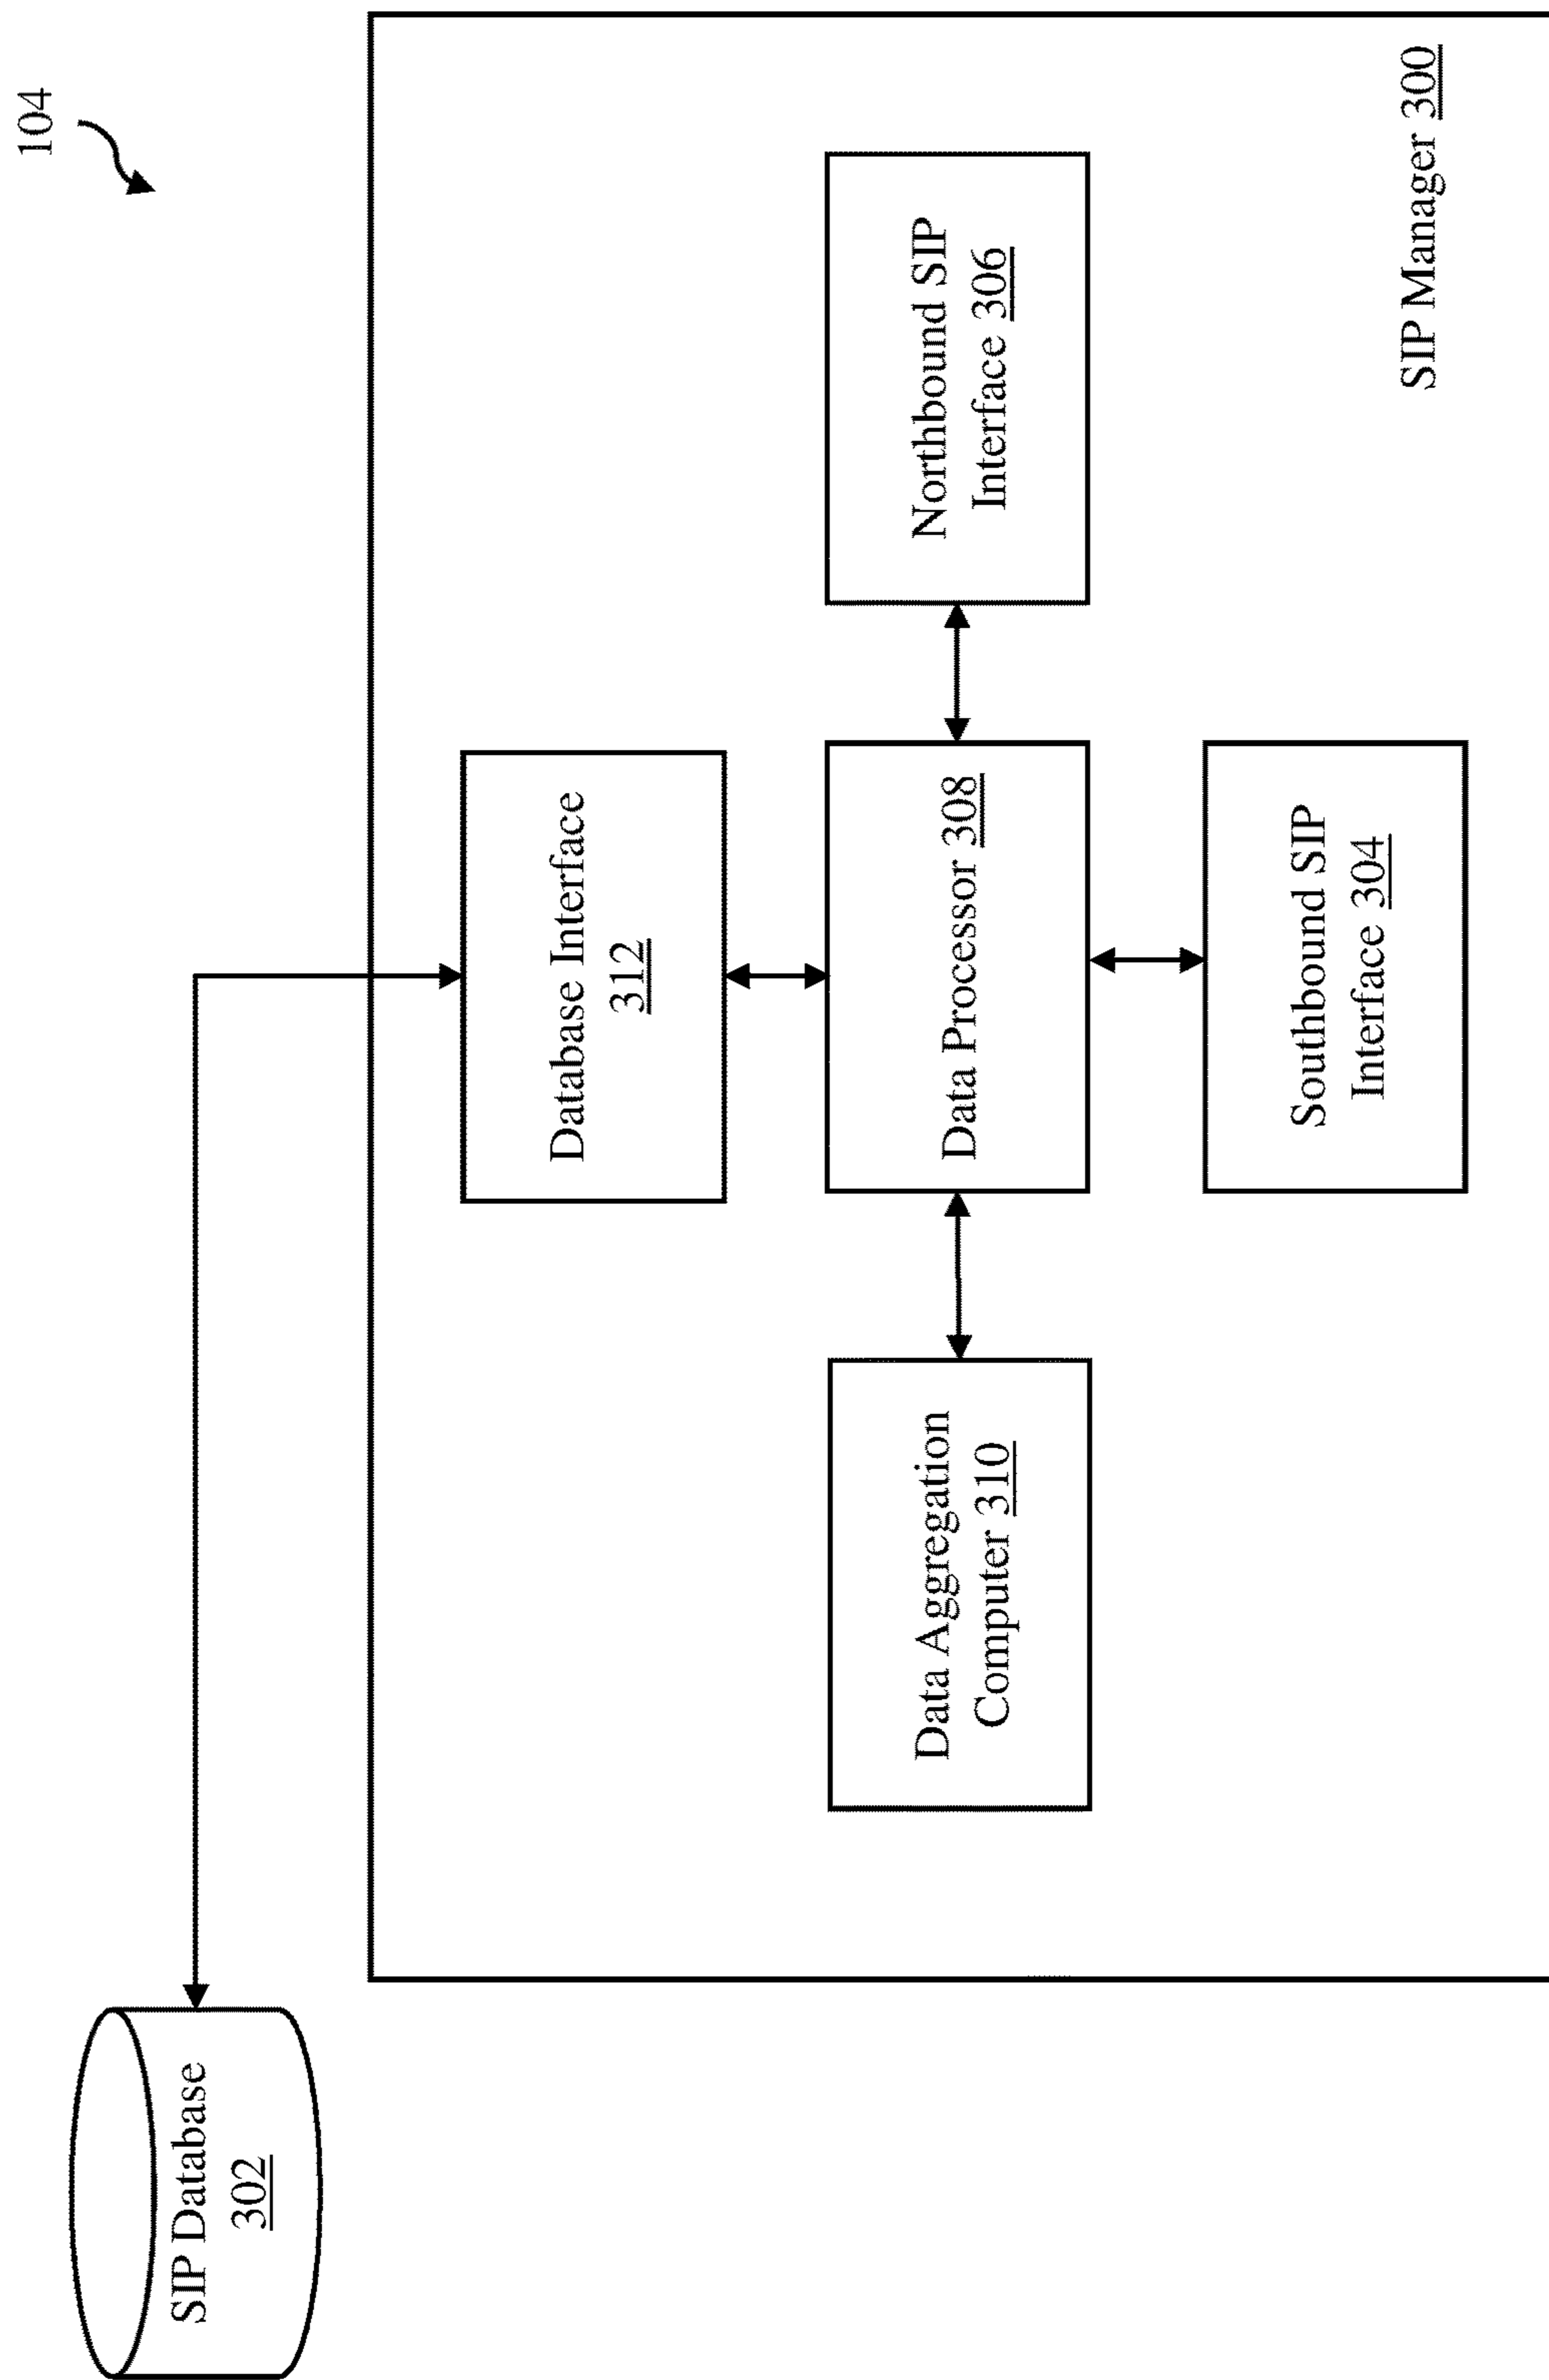 104
SIP Database
302
Database Interface
312
Data Aggregation
Computer 310
Data Processor 308
Northbound SIP
Interface 306
Southbound SIP
Interface 304
SIP Manager 300